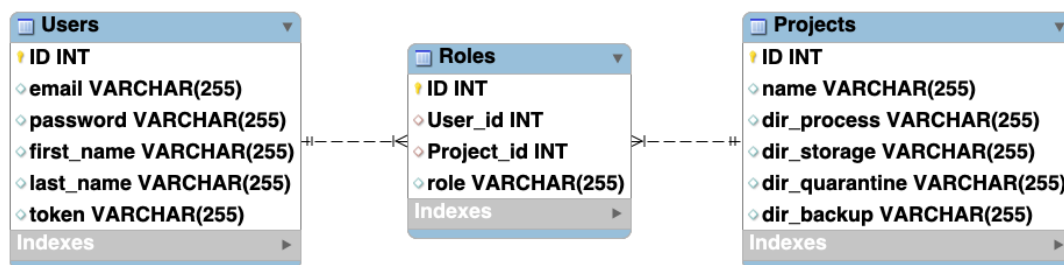 Users
ID INT
email VARCHAR(255)
password VARCHAR(255)
first_name VARCHAR(255)
last_name VARCHAR(255)
token VARCHAR(255)
Indexes
Roles
ID INT
User_id INT
Project_id INT
role VARCHAR(255)
Indexes
Projects
ID INT
name VARCHAR(255)
dir_process VARCHAR(255)
dir_storage VARCHAR(255)
dir_quarantine VARCHAR(255)
dir_backup VARCHAR(255)
Indexes